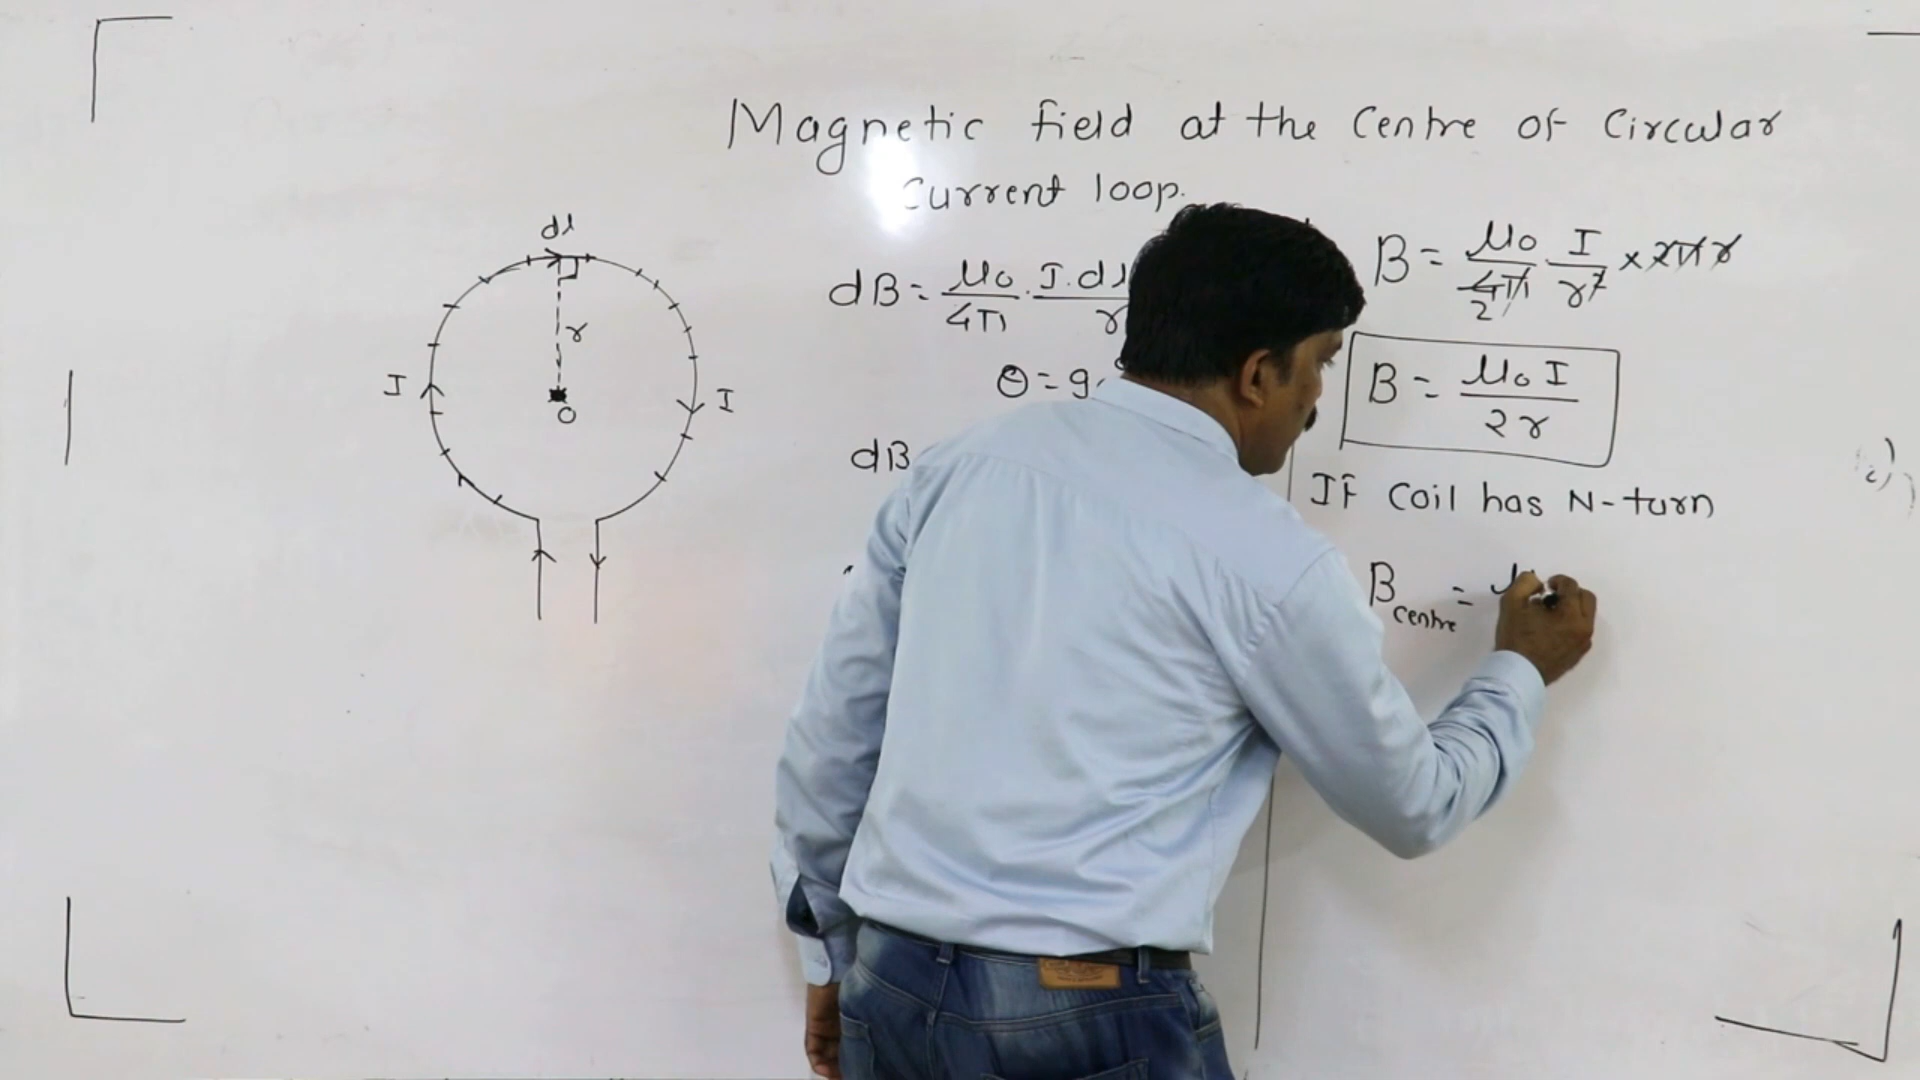 Magnetic field at the Centre of Circular
Current loop.
dl
r
I
O
I
dB = μ0/4π . I.dl
θ = 9
dB
B = μ0/4π . I/r² × 2πr
2
B = μ0 I / 2r
IF Coil has N-turn
B centre =